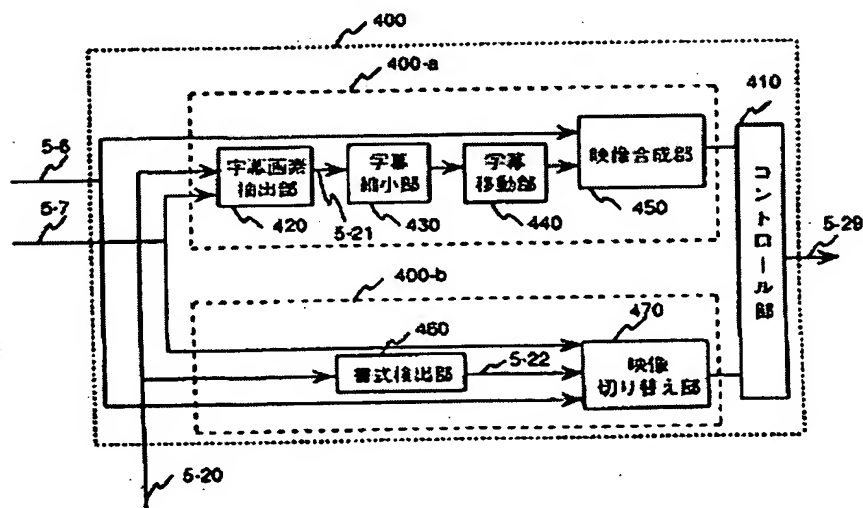 400
400-a
410
5-6
5-7
字幕画素
抽出部
420
5-21
字幕
縮小部
430
字幕
移動部
440
映像合成部
450
コントロール部
5-29
400-b
460
書式検出部
5-22
470
映像
切り替え部
5-20